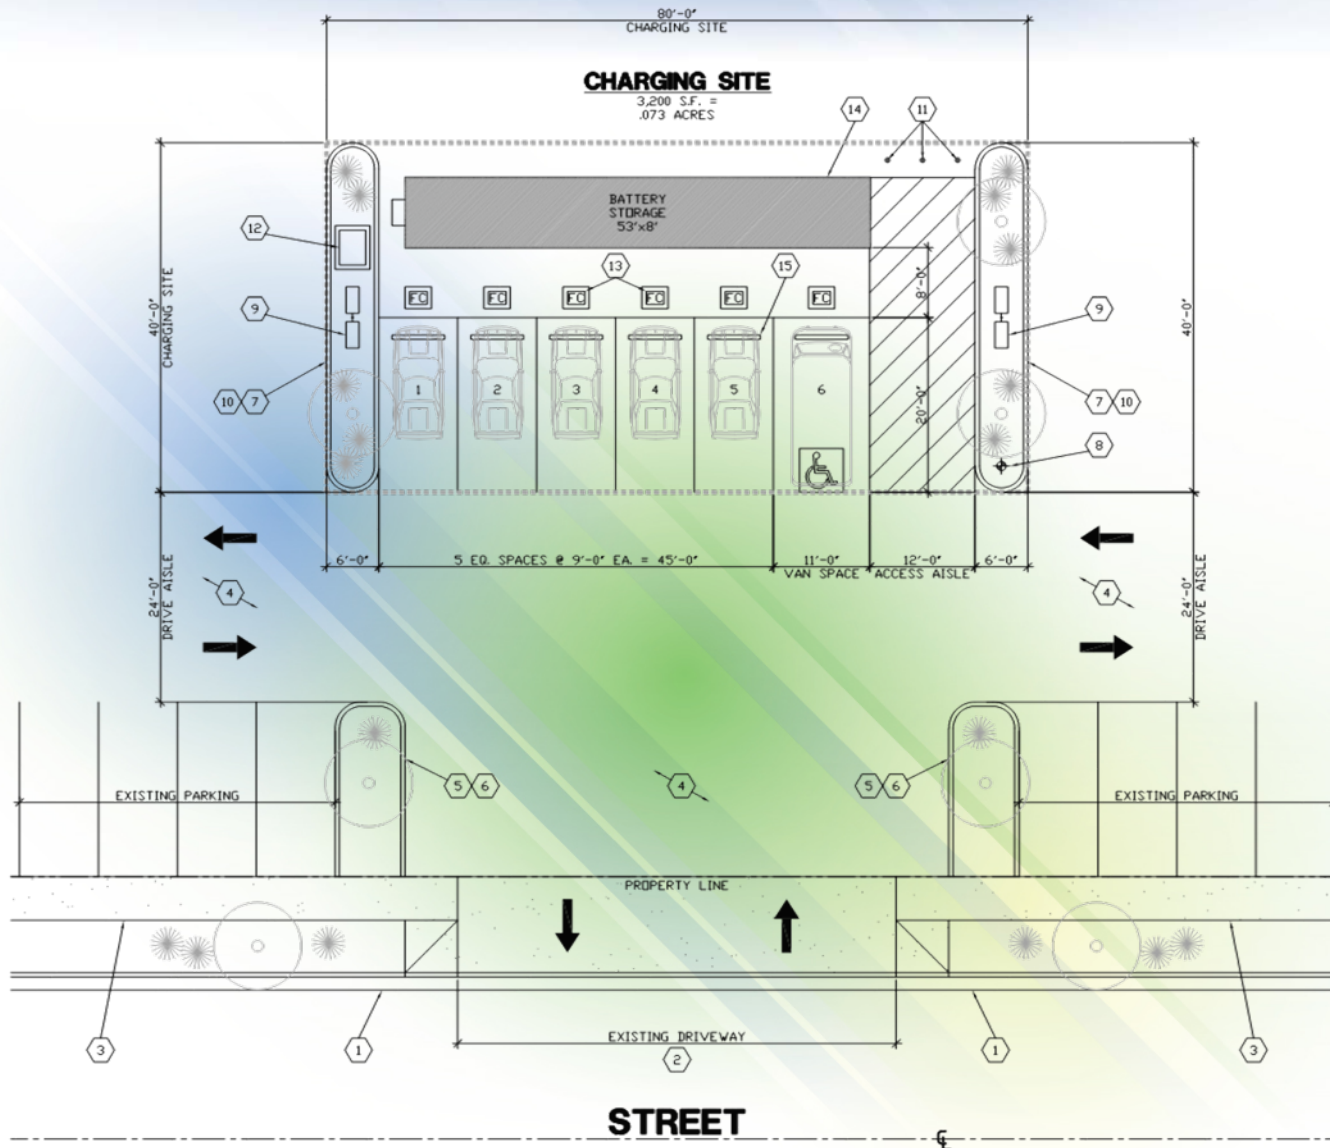 80'-0"
CHARGING SITE
CHARGING SITE
3,200 S.F. =
.073 ACRES
14
11
BATTERY
STORAGE
53'x8'
12
13
15
40'-0"
CHARGING SITE
8'-0"
40'-0"
FC
FC
FC
FC
FC
FC
9
9
1
2
3
4
5
6
20'-0"
10
7
7
10
8
6'-0"
5 EQ. SPACES @ 9'-0" EA. = 45'-0"
11'-0"
VAN SPACE
12'-0"
ACCESS AISLE
6'-0"
24'-0"
DRIVE AISLE
4
4
24'-0"
DRIVE AISLE
EXISTING PARKING
5
6
4
5
6
EXISTING PARKING
PROPERTY LINE
3
1
EXISTING DRIVEWAY
2
1
3
STREET
℄